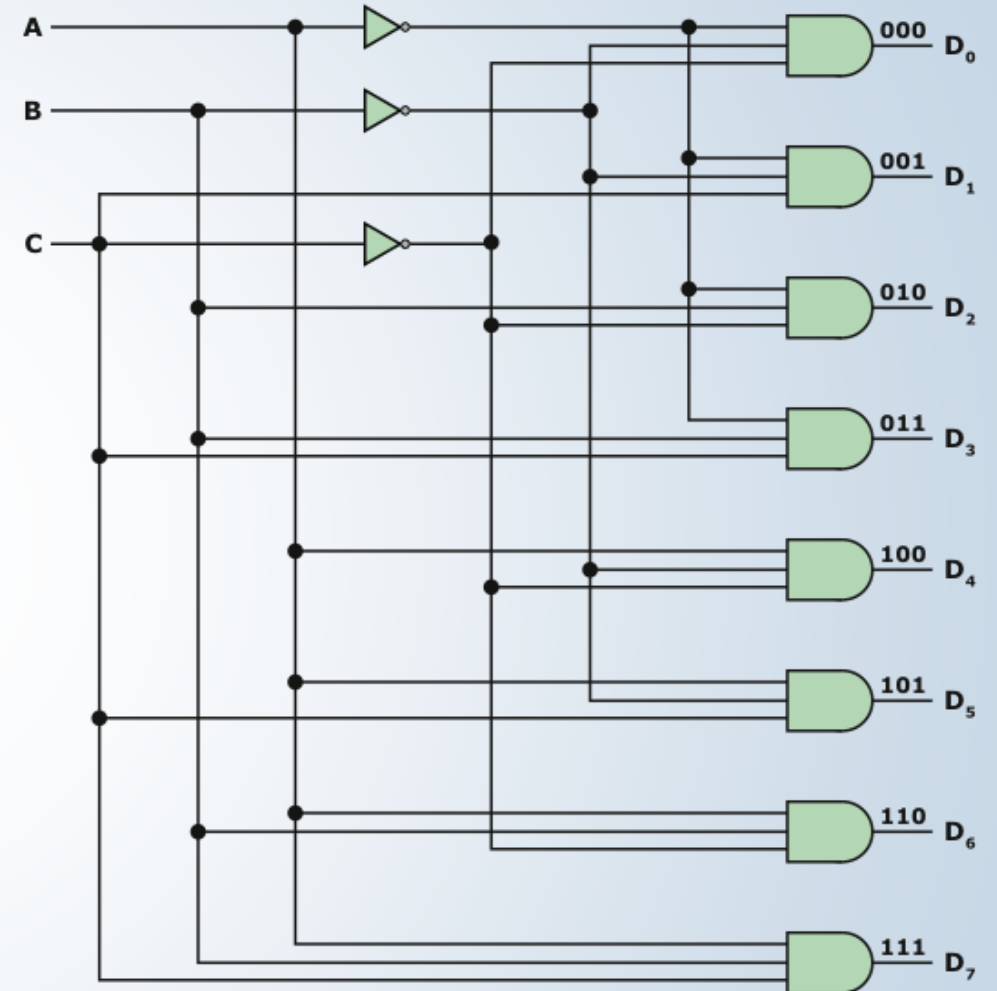 A
B
C
000 D₀
001 D₁
010 D₂
011 D₃
100 D₄
101 D₅
110 D₆
111 D₇